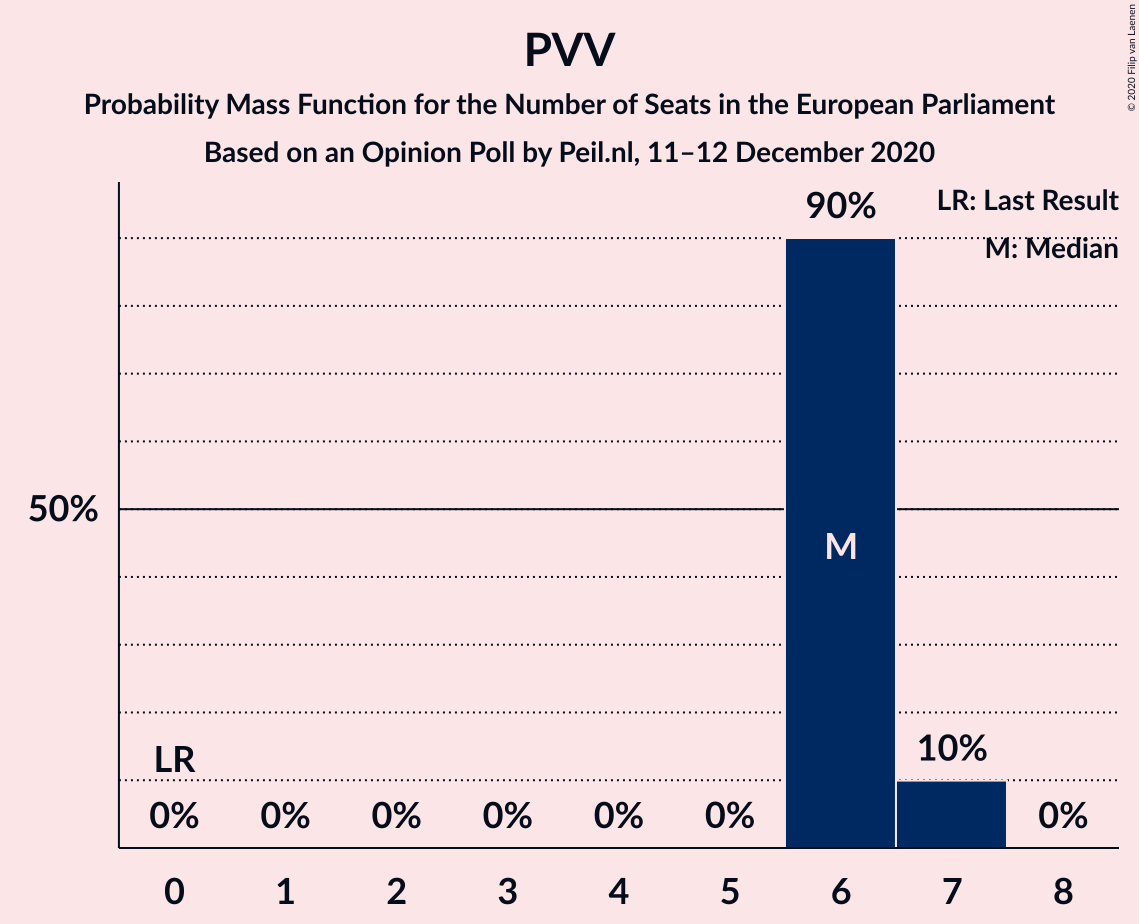 PVV
Probability Mass Function for the Number of Seats in the European Parliament
Based on an Opinion Poll by Peil.nl, 11–12 December 2020
© 2020 Filip van Laenen
LR: Last Result
M: Median
90%
50%
M
LR
10%
0% 0% 0% 0% 0% 0% 0%
0 1 2 3 4 5 6 7 8